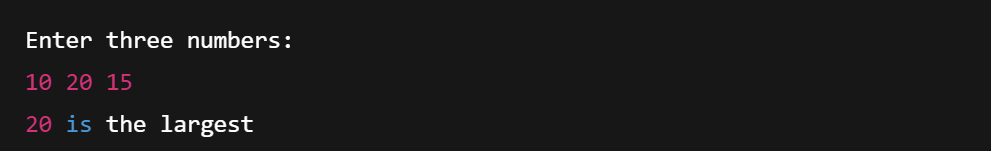 Enter three numbers:
10 20 15
20 is the largest